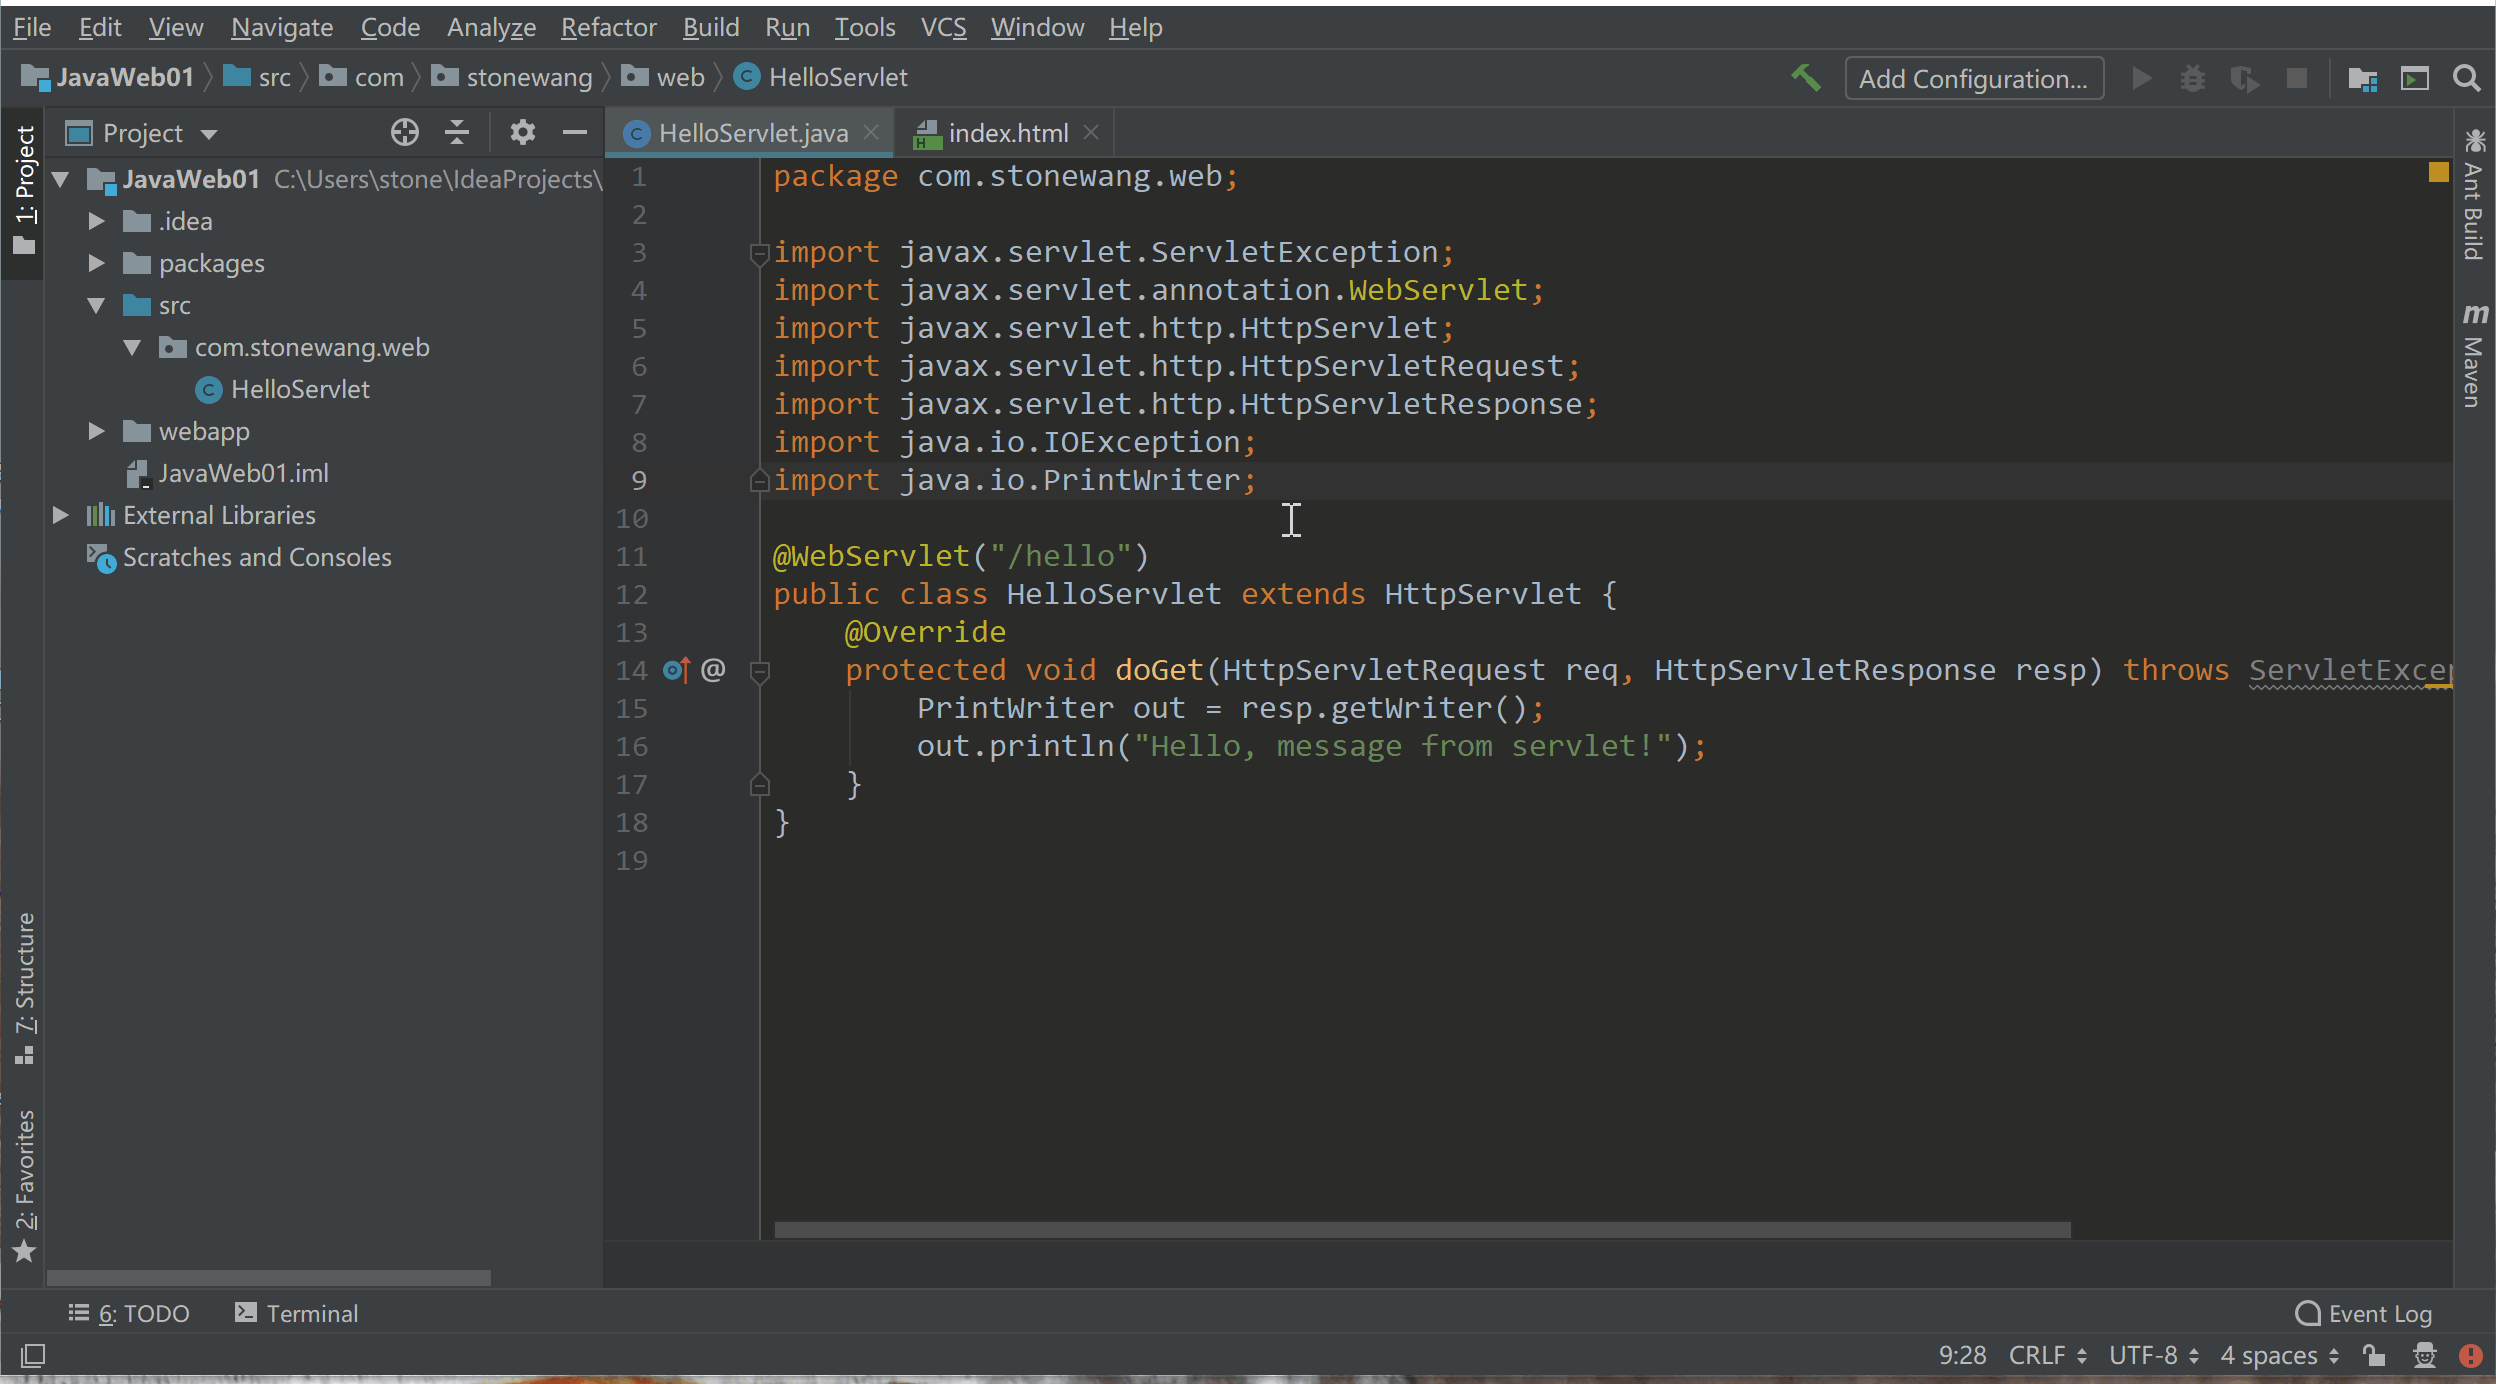 File Edit View Navigate Code Analyze Refactor Build Run Tools VCS Window Help
JavaWeb01 src com stonewang web HelloServlet Add Configuration...
Project HelloServlet.java index.html
1: Project
7: Structure
2: Favorites
JavaWeb01 C:\Users\stone\IdeaProjects\
.idea
packages
src
com.stonewang.web
HelloServlet
webapp
JavaWeb01.iml
External Libraries
Scratches and Consoles
1 package com.stonewang.web;
2
3 import javax.servlet.ServletException;
4 import javax.servlet.annotation.WebServlet;
5 import javax.servlet.http.HttpServlet;
6 import javax.servlet.http.HttpServletRequest;
7 import javax.servlet.http.HttpServletResponse;
8 import java.io.IOException;
9 import java.io.PrintWriter;
10
11 @WebServlet("/hello")
12 public class HelloServlet extends HttpServlet {
13 @Override
14 @ protected void doGet(HttpServletRequest req, HttpServletResponse resp) throws ServletExcep
15 PrintWriter out = resp.getWriter();
16 out.println("Hello, message from servlet!");
17 }
18 }
19
Ant Build
m Maven
6: TODO Terminal Event Log
9:28 CRLF UTF-8 4 spaces